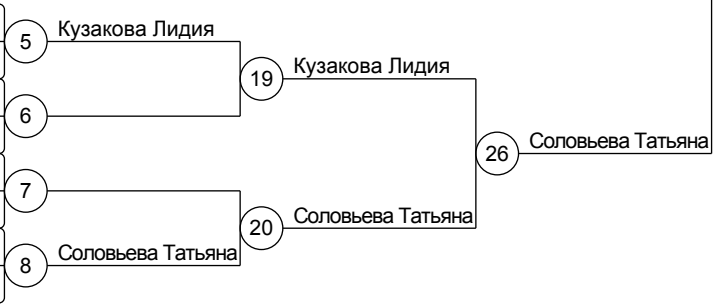 5 Кузакова Лидия
19 Кузакова Лидия
6
26 Соловьева Татьяна
7
20 Соловьева Татьяна
8 Соловьева Татьяна